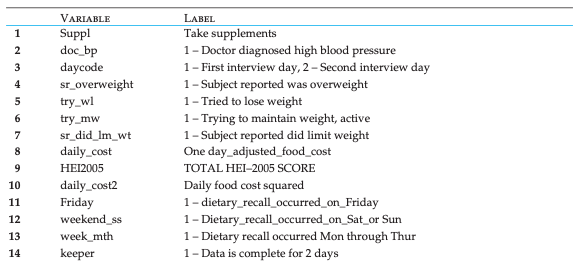 VARIABLE LABEL
1 Suppl Take supplements
2 doc_bp 1 – Doctor diagnosed high blood pressure
3 daycode 1 – First interview day, 2 – Second interview day
4 sr_overweight 1 – Subject reported was overweight
5 try_wl 1 – Tried to lose weight
6 try_mw 1 – Trying to maintain weight, active
7 sr_did_lm_wt 1 – Subject reported did limit weight
8 daily_cost One day_adjusted_food_cost
9 HEI2005 TOTAL HEI–2005 SCORE
10 daily_cost2 Daily food cost squared
11 Friday 1 – dietary_recall_occurred_on_Friday
12 weekend_ss 1 – Dietary_recall_occurred_on_Sat_or Sun
13 week_mth 1 – Dietary recall occurred Mon through Thur
14 keeper 1 – Data is complete for 2 days